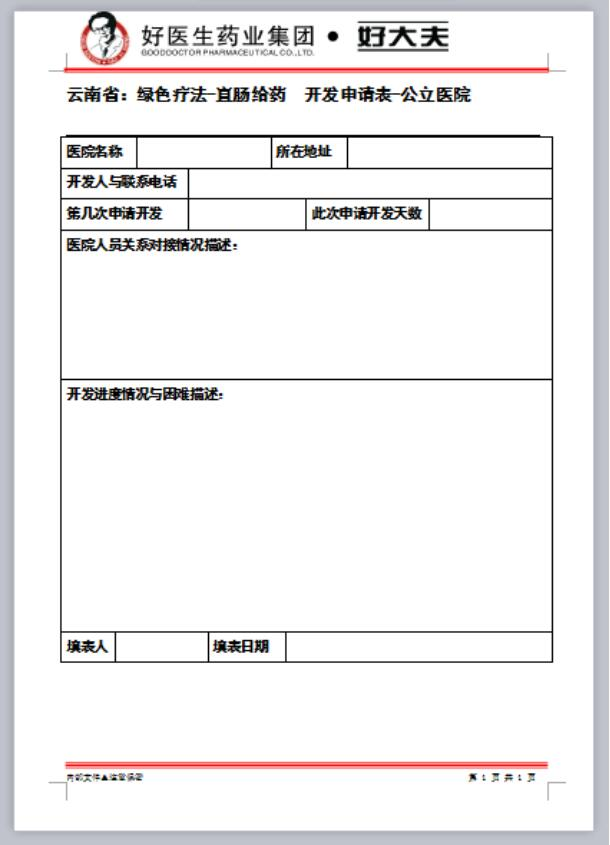 好医生药业集团 • 好大夫
GOODDOCTOR PHARMACEUTICAL CO.,LTD.
云南省：绿色疗法-直肠给药 开发申请表-公立医院
医院名称 所在地址
开发人与联系电话
第几次申请开发 此次申请开发天数
医院人员关系对接情况描述：
开发进度情况与困难描述：
填表人 填表日期
内部文件▲注意保密 第 1 页 共 1 页